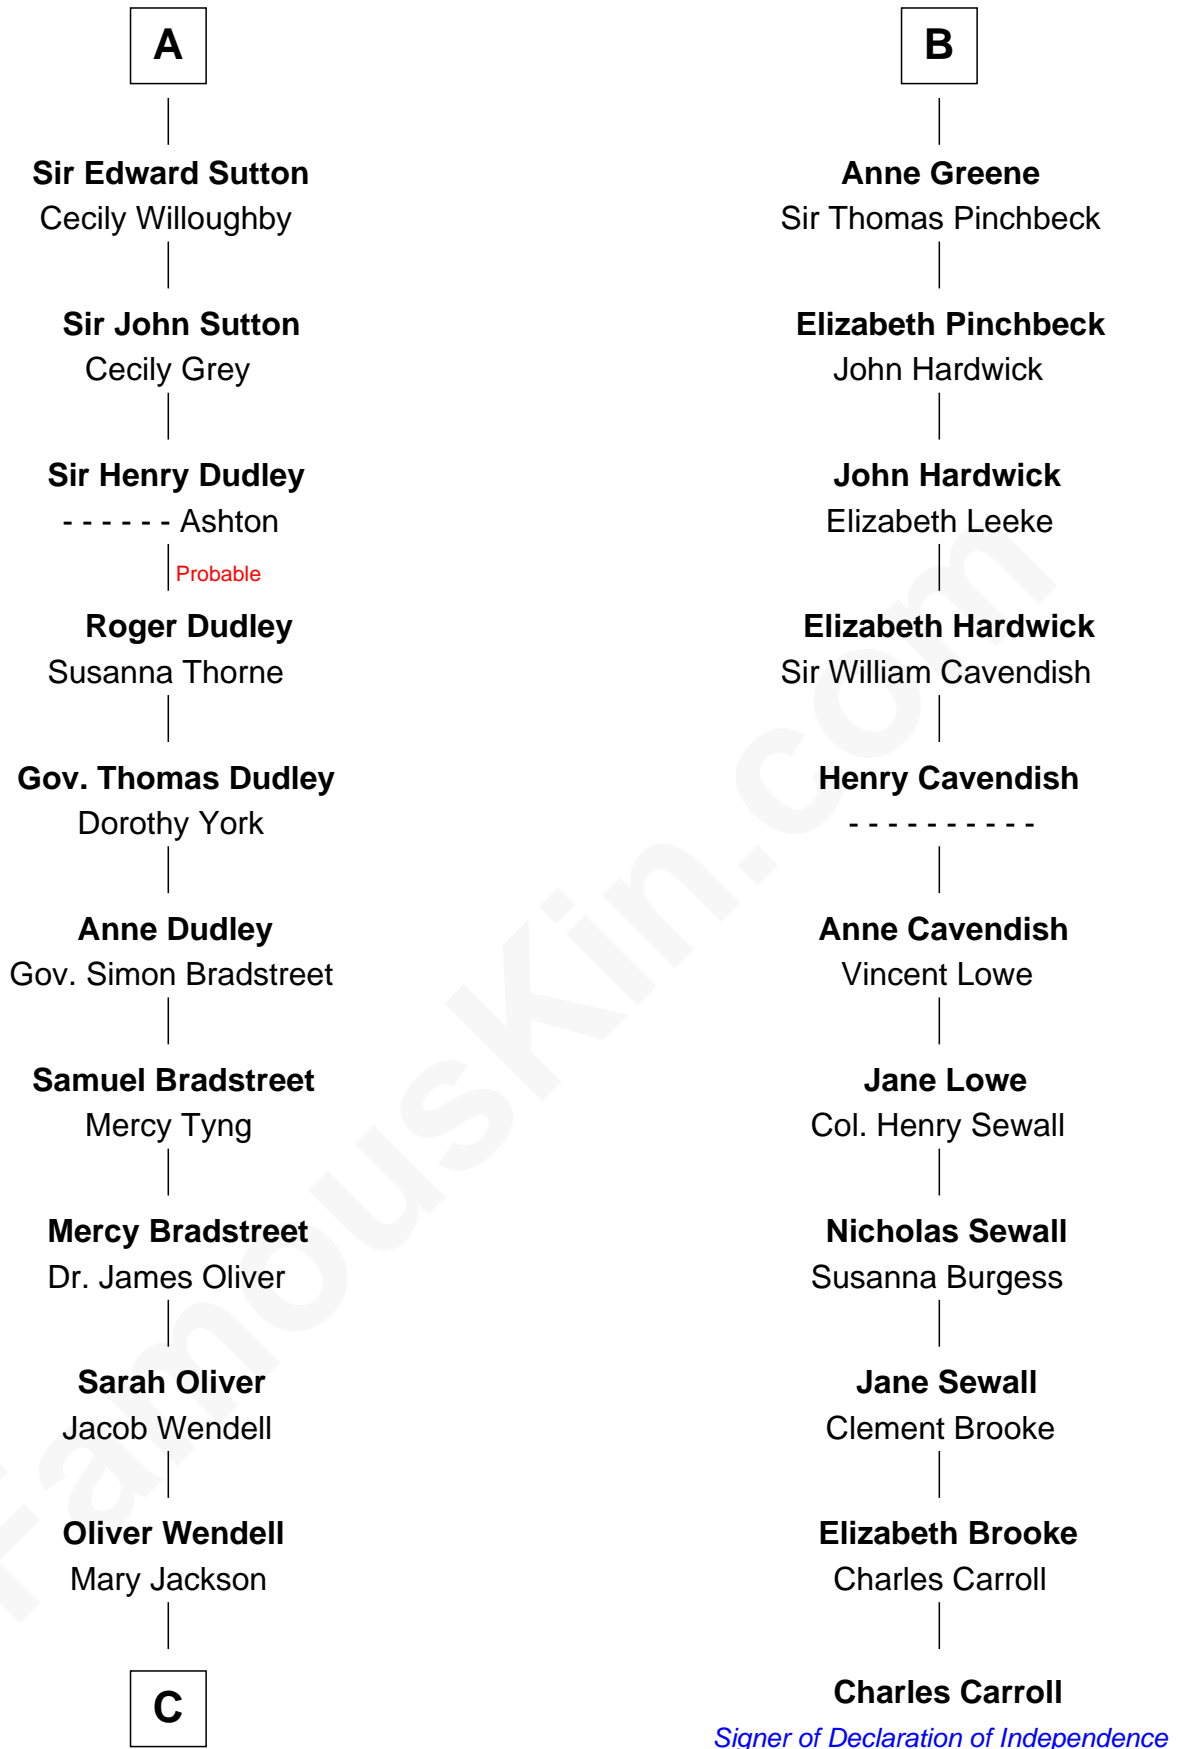 A
Sir Edward Sutton
Cecily Willoughby
Sir John Sutton
Cecily Grey
Sir Henry Dudley
- - - - - - Ashton
Probable
Roger Dudley
Susanna Thorne
Gov. Thomas Dudley
Dorothy York
Anne Dudley
Gov. Simon Bradstreet
Samuel Bradstreet
Mercy Tyng
Mercy Bradstreet
Dr. James Oliver
Sarah Oliver
Jacob Wendell
Oliver Wendell
Mary Jackson
C
B
Anne Greene
Sir Thomas Pinchbeck
Elizabeth Pinchbeck
John Hardwick
John Hardwick
Elizabeth Leeke
Elizabeth Hardwick
Sir William Cavendish
Henry Cavendish
- - - - - - - - - -
Anne Cavendish
Vincent Lowe
Jane Lowe
Col. Henry Sewall
Nicholas Sewall
Susanna Burgess
Jane Sewall
Clement Brooke
Elizabeth Brooke
Charles Carroll
Charles Carroll
Signer of Declaration of Independence
FamousKin.com